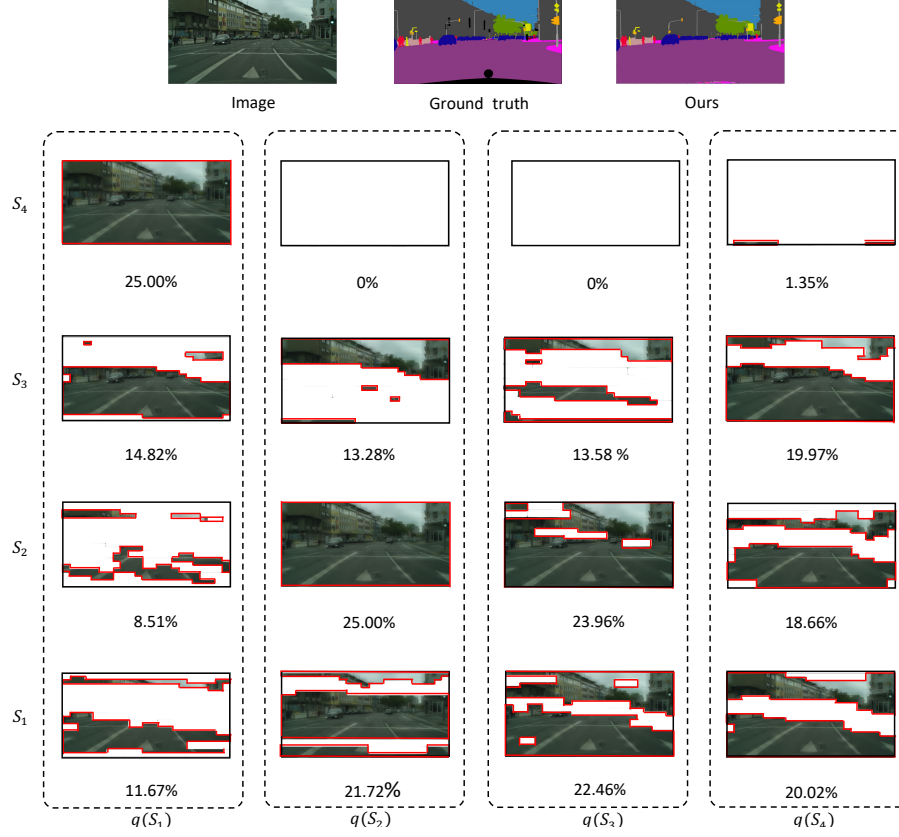 Image Ground truth Ours
S4
25.00% 0% 0% 1.35%
S3
14.82% 13.28% 13.58 % 19.97%
S2
8.51% 25.00% 23.96% 18.66%
S1
11.67% 21.72% 22.46% 20.02%
q(S1) q(S2) q(S3) q(S4)